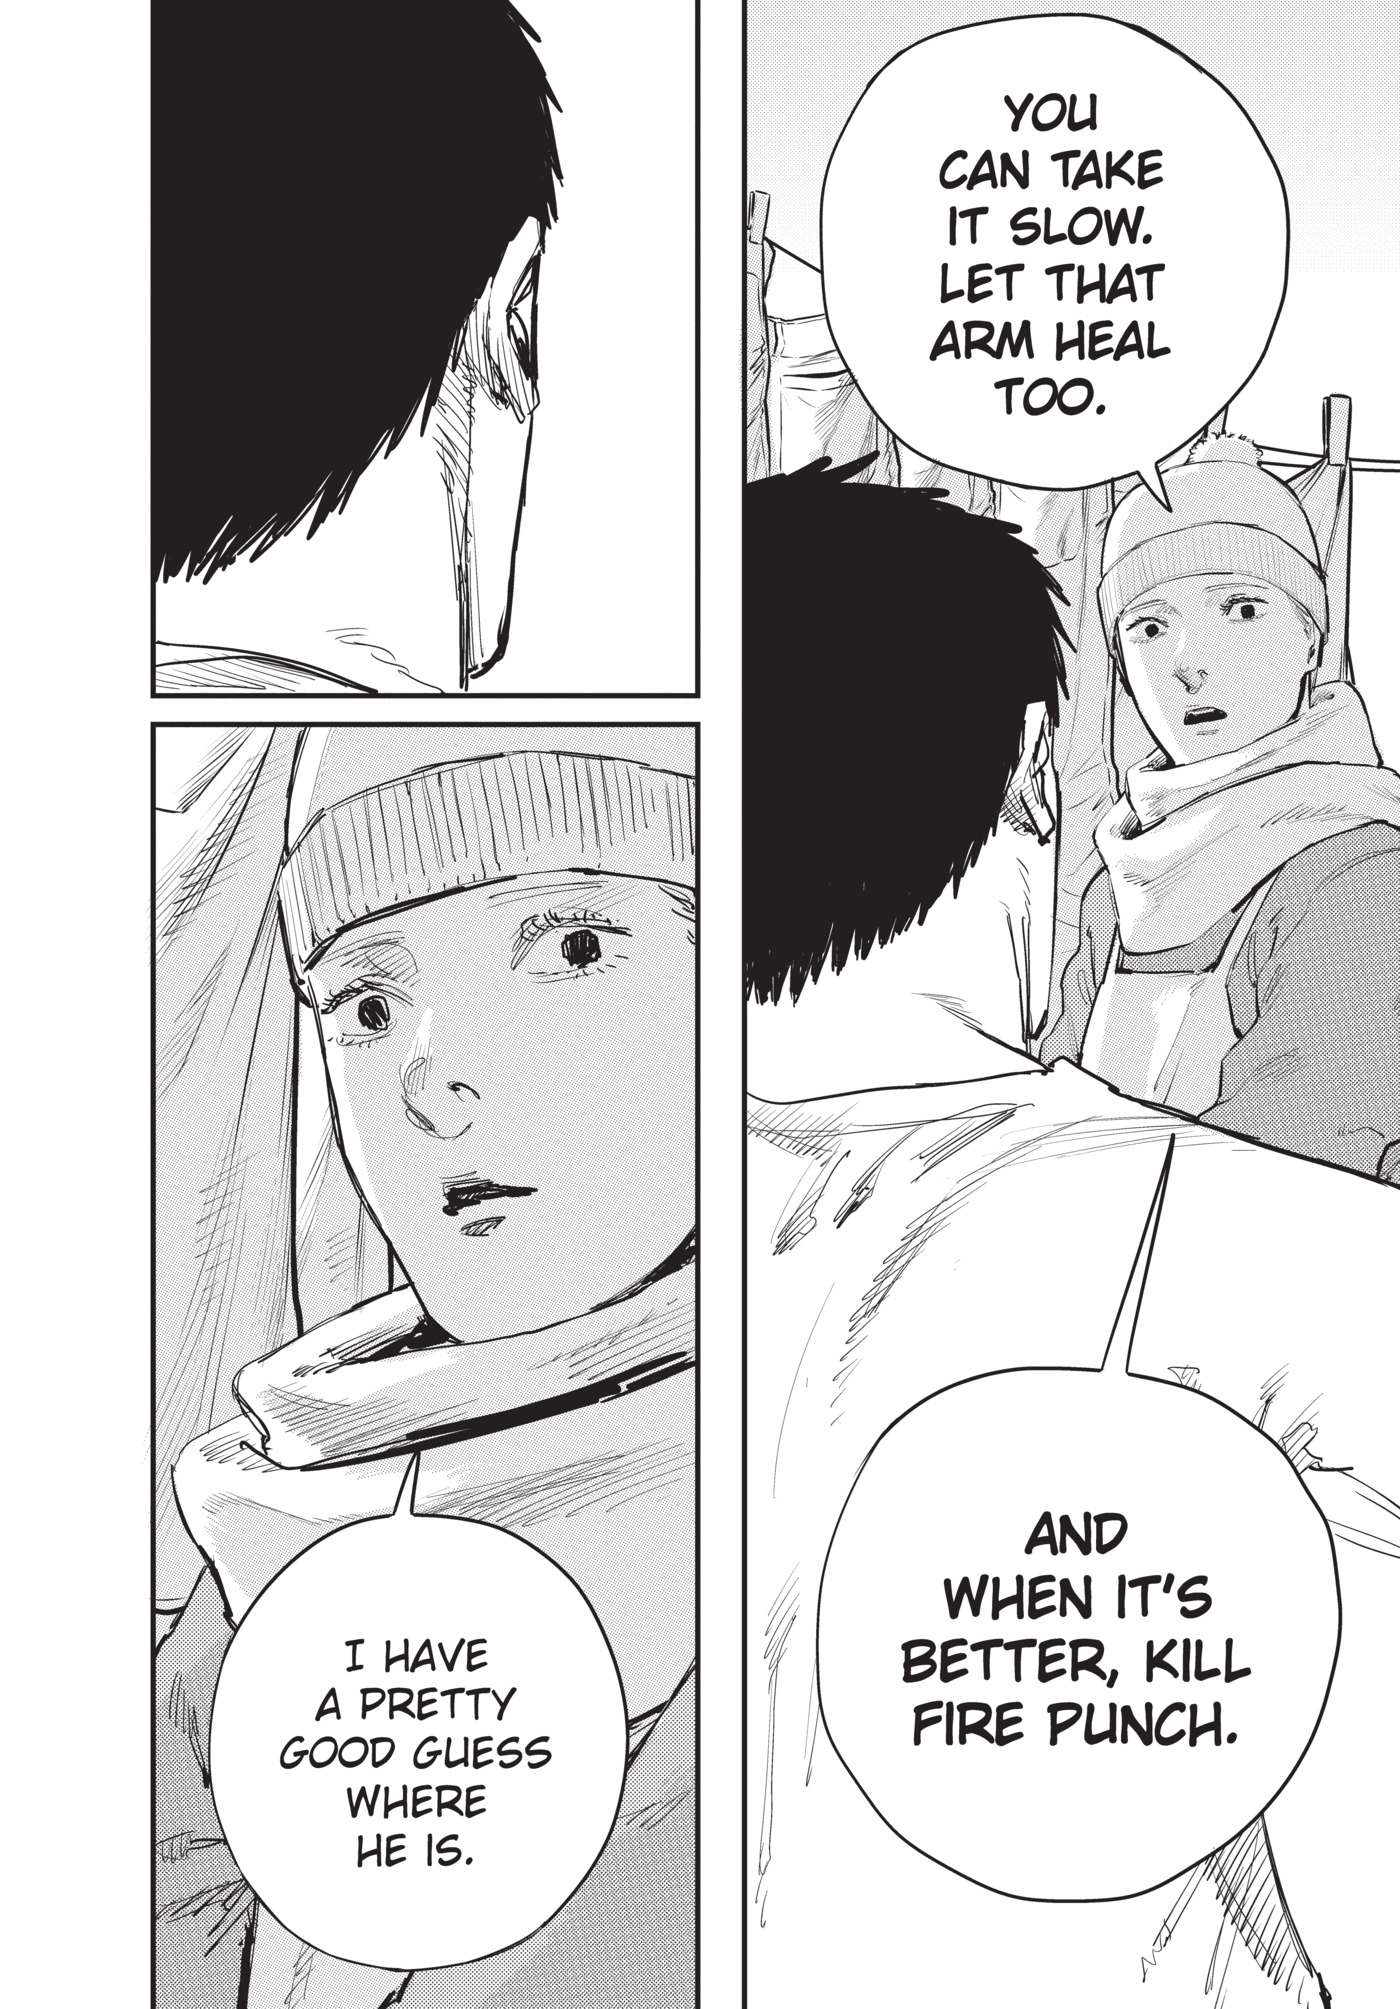 YOU
CAN TAKE
IT SLOW.
LET THAT
ARM HEAL
TOO.
AND
WHEN IT'S
BETTER, KILL
FIRE PUNCH.
I HAVE
A PRETTY
GOOD GUESS
WHERE
HE IS.